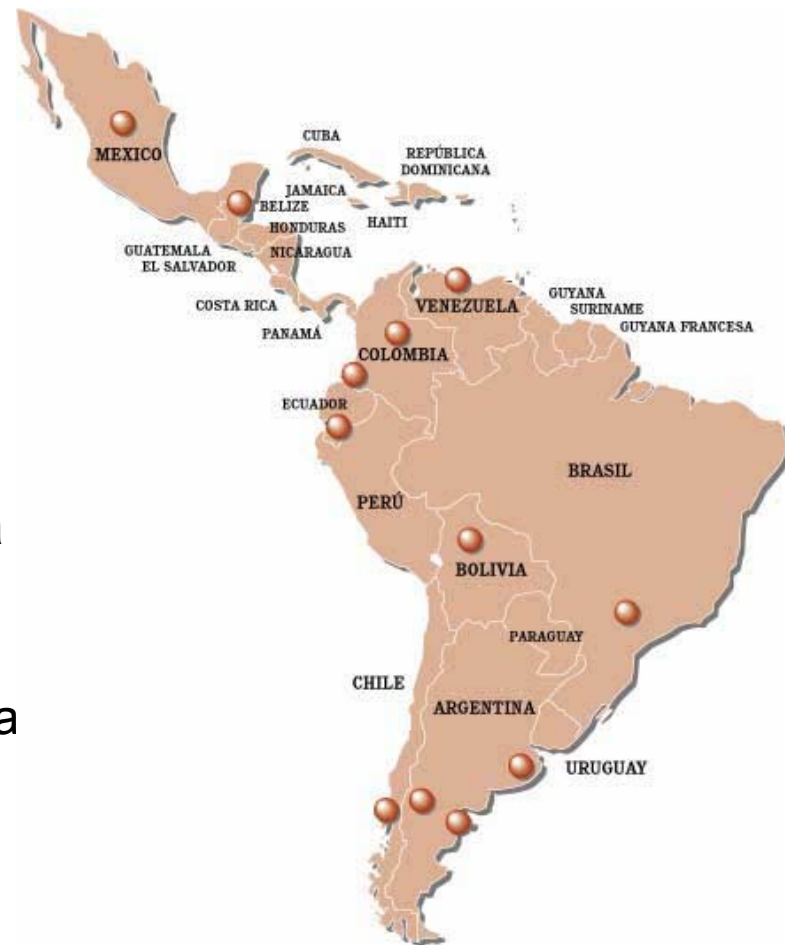 CUBA
REPÚBLICA
DOMINICANA
MEXICO
JAMAICA
BELIZE
HAITI
HONDURAS
GUATEMALA
NICARAGUA
EL SALVADOR
COSTA RICA
PANAMÁ
VENEZUELA
GUYANA
SURINAME
GUYANA FRANCESA
COLOMBIA
ECUADOR
BRASIL
PERÚ
BOLIVIA
PARAGUAY
CHILE
ARGENTINA
URUGUAY
a